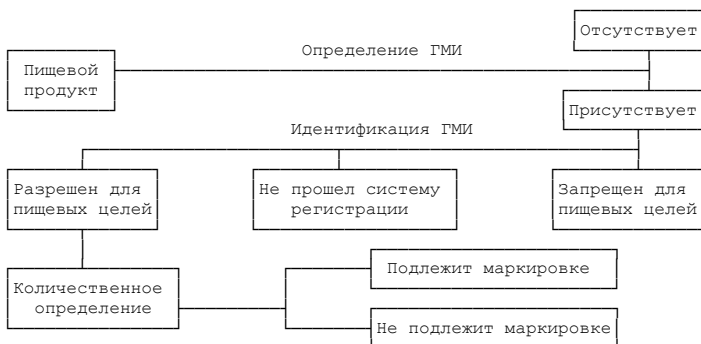 Отсутствует
Определение ГМИ
Пищевой
продукт
Присутствует
Идентификация ГМИ
Разрешен для
пищевых целей
Не прошел систему
регистрации
Запрещен для
пищевых целей
Количественное
определение
Подлежит маркировке
Не подлежит маркировке